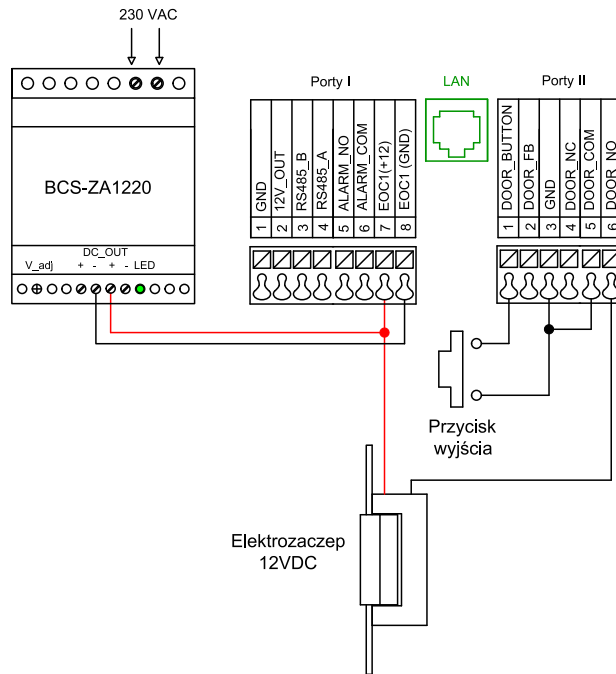 230 VAC
BCS-ZA1220
DC_OUT
V_adj + - + - LED
Porty I
1 GND
2 12V_OUT
3 RS485_B
4 RS485_A
5 ALARM_NO
6 ALARM_COM
7 EOC1(+12)
8 EOC1 (GND)
LAN
Porty II
1 DOOR_BUTTON
2 DOOR_FB
3 GND
4 DOOR_NC
5 DOOR_COM
6 DOOR_NO
Przycisk
wyjścia
Elektrozaczep
12VDC